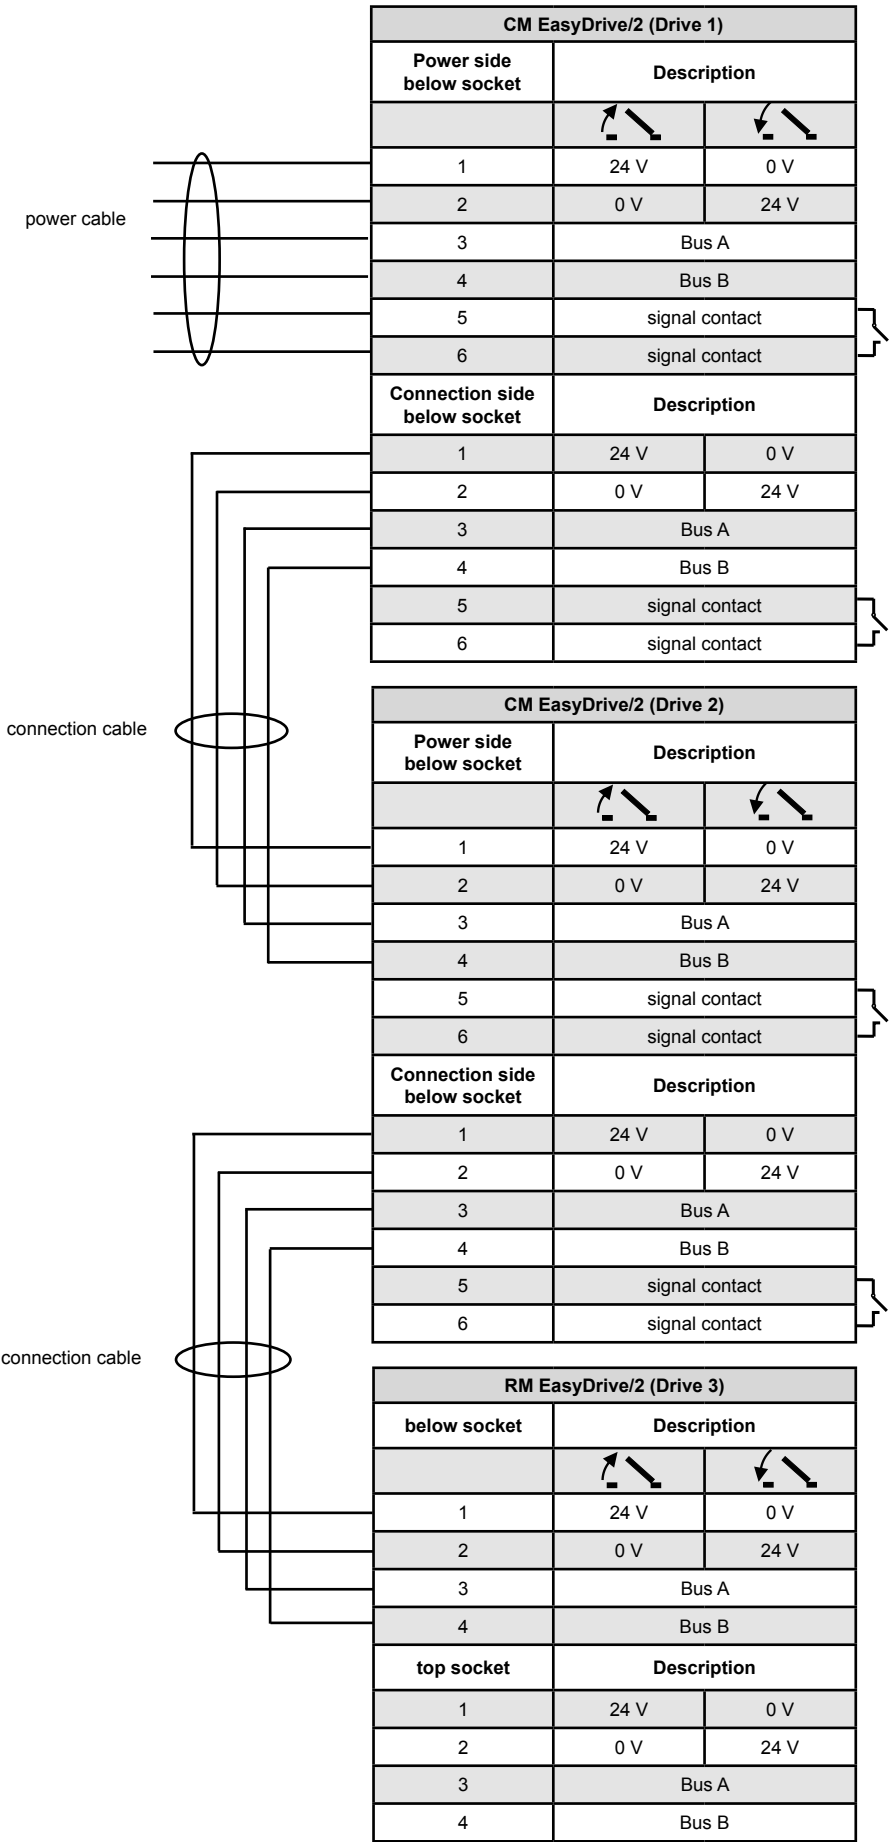 CM EasyDrive/2 (Drive 1)
Power side
below socket
Description
1 24 V 0 V
power cable
2 0 V 24 V
3 Bus A
4 Bus B
5 signal contact
6 signal contact
Connection side
below socket
Description
1 24 V 0 V
2 0 V 24 V
3 Bus A
4 Bus B
5 signal contact
6 signal contact
connection cable
CM EasyDrive/2 (Drive 2)
Power side
below socket
Description
1 24 V 0 V
2 0 V 24 V
3 Bus A
4 Bus B
5 signal contact
6 signal contact
Connection side
below socket
Description
1 24 V 0 V
2 0 V 24 V
3 Bus A
4 Bus B
5 signal contact
6 signal contact
connection cable
RM EasyDrive/2 (Drive 3)
below socket Description
1 24 V 0 V
2 0 V 24 V
3 Bus A
4 Bus B
top socket Description
1 24 V 0 V
2 0 V 24 V
3 Bus A
4 Bus B